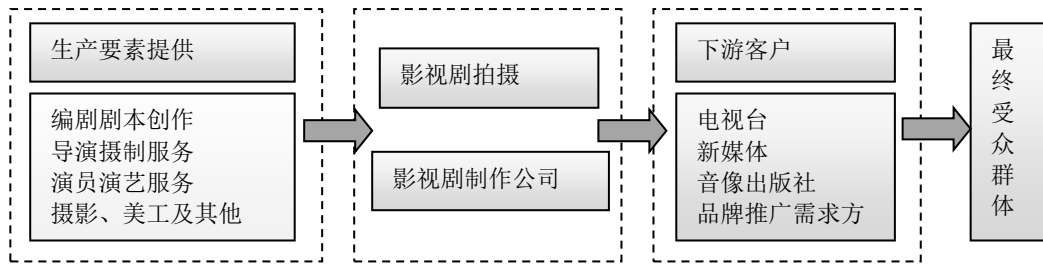 生产要素提供
编剧剧本创作
导演摄制服务
演员演艺服务
摄影、美工及其他
影视剧拍摄
影视剧制作公司
下游客户
电视台
新媒体
音像出版社
品牌推广需求方
最
终
受
众
群
体